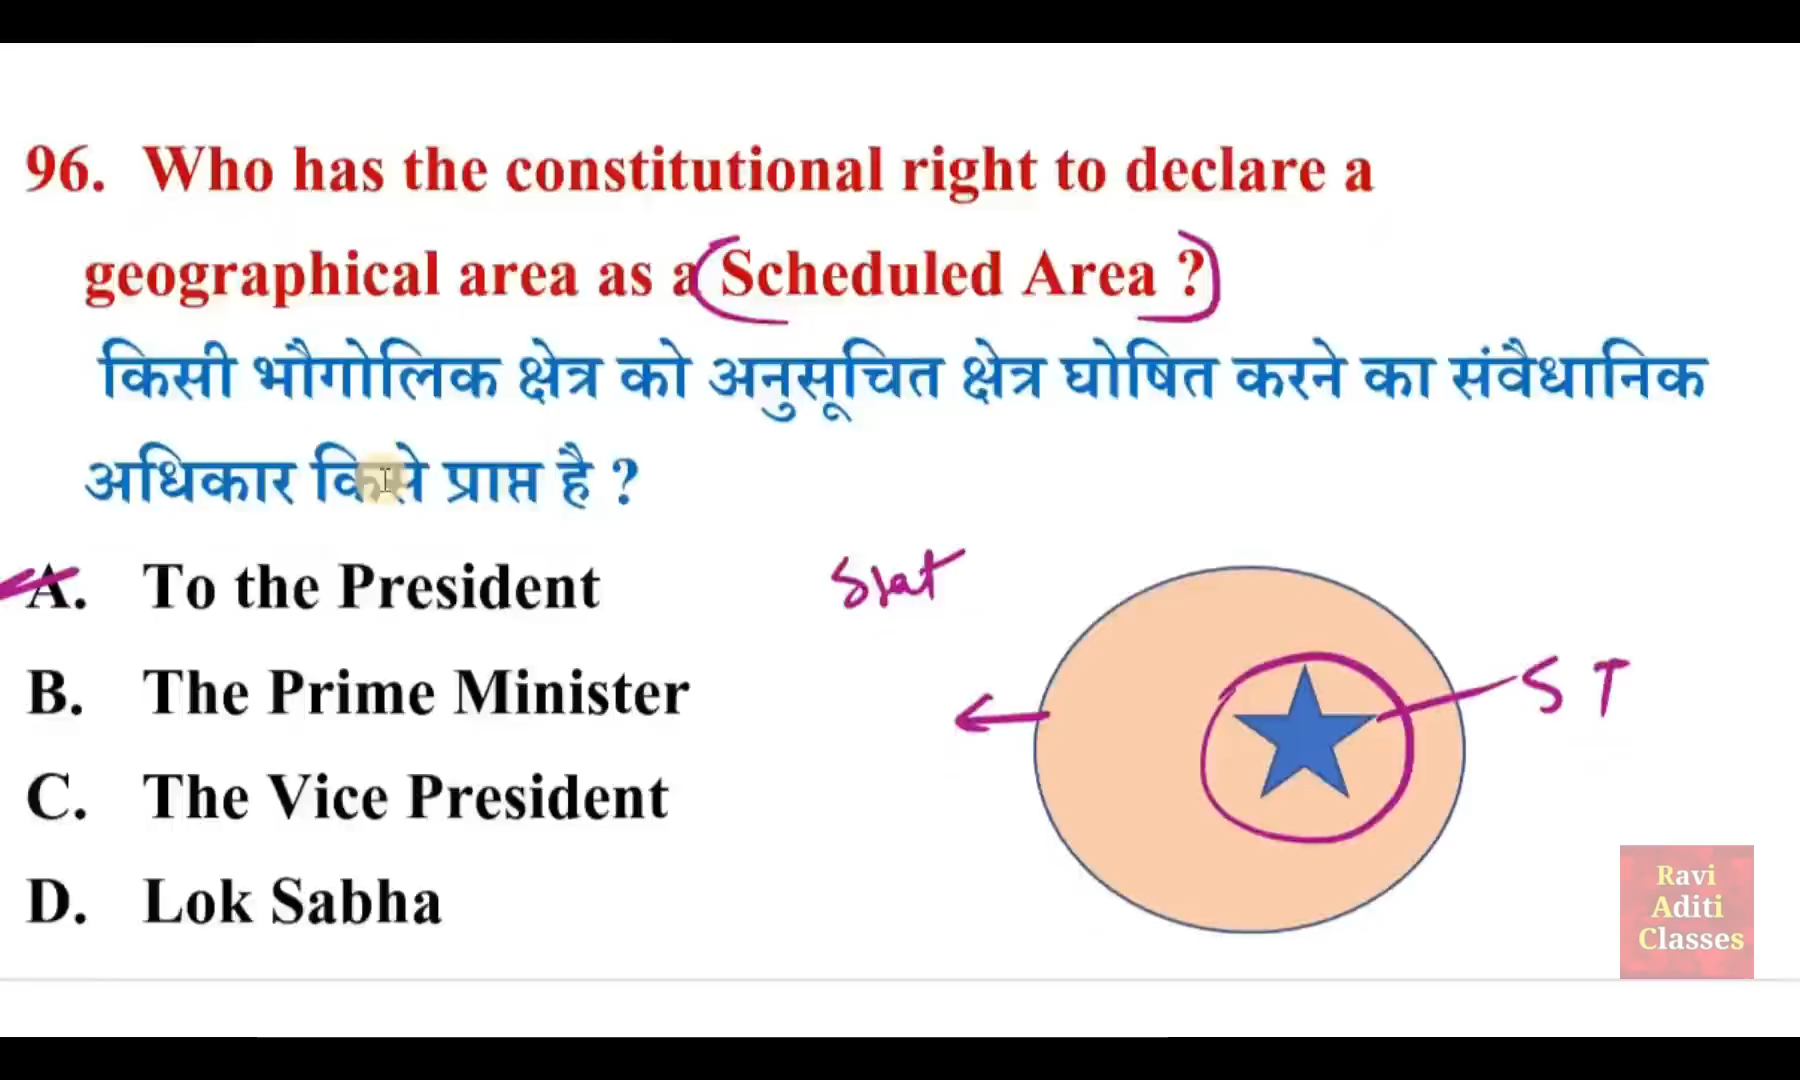 96. Who has the constitutional right to declare a
geographical area as a Scheduled Area ?
किसी भौगोलिक क्षेत्र को अनुसूचित क्षेत्र घोषित करने का संवैधानिक
अधिकार किसे प्राप्त है ?
A. To the President
B. The Prime Minister
C. The Vice President
D. Lok Sabha
ST
Ravi
Aditi
Classes